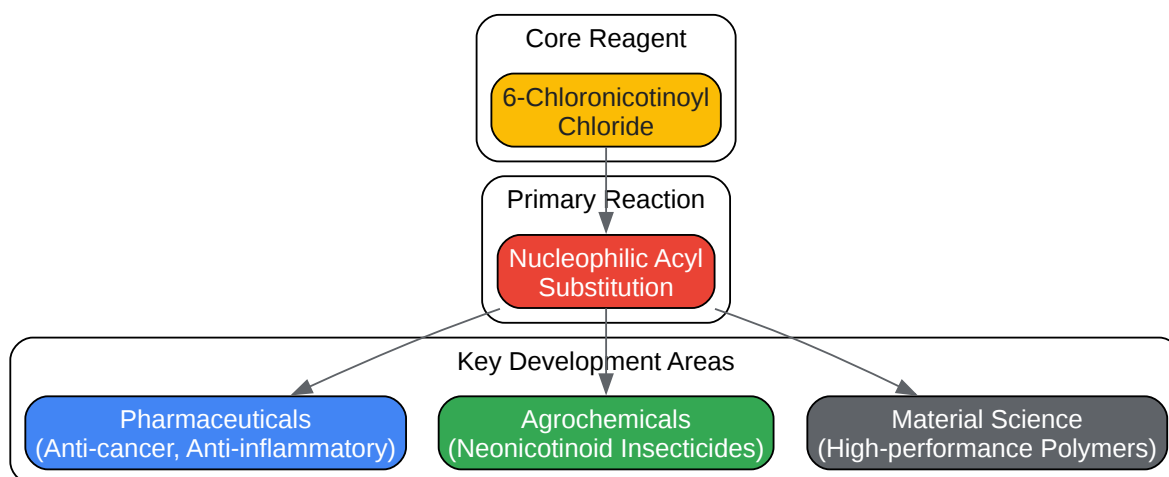 Core Reagent
6-Chloronicotinoyl
Chloride
Primary Reaction
Nucleophilic Acyl
Substitution
Key Development Areas
Pharmaceuticals
(Anti-cancer, Anti-inflammatory)
Agrochemicals
(Neonicotinoid Insecticides)
Material Science
(High-performance Polymers)